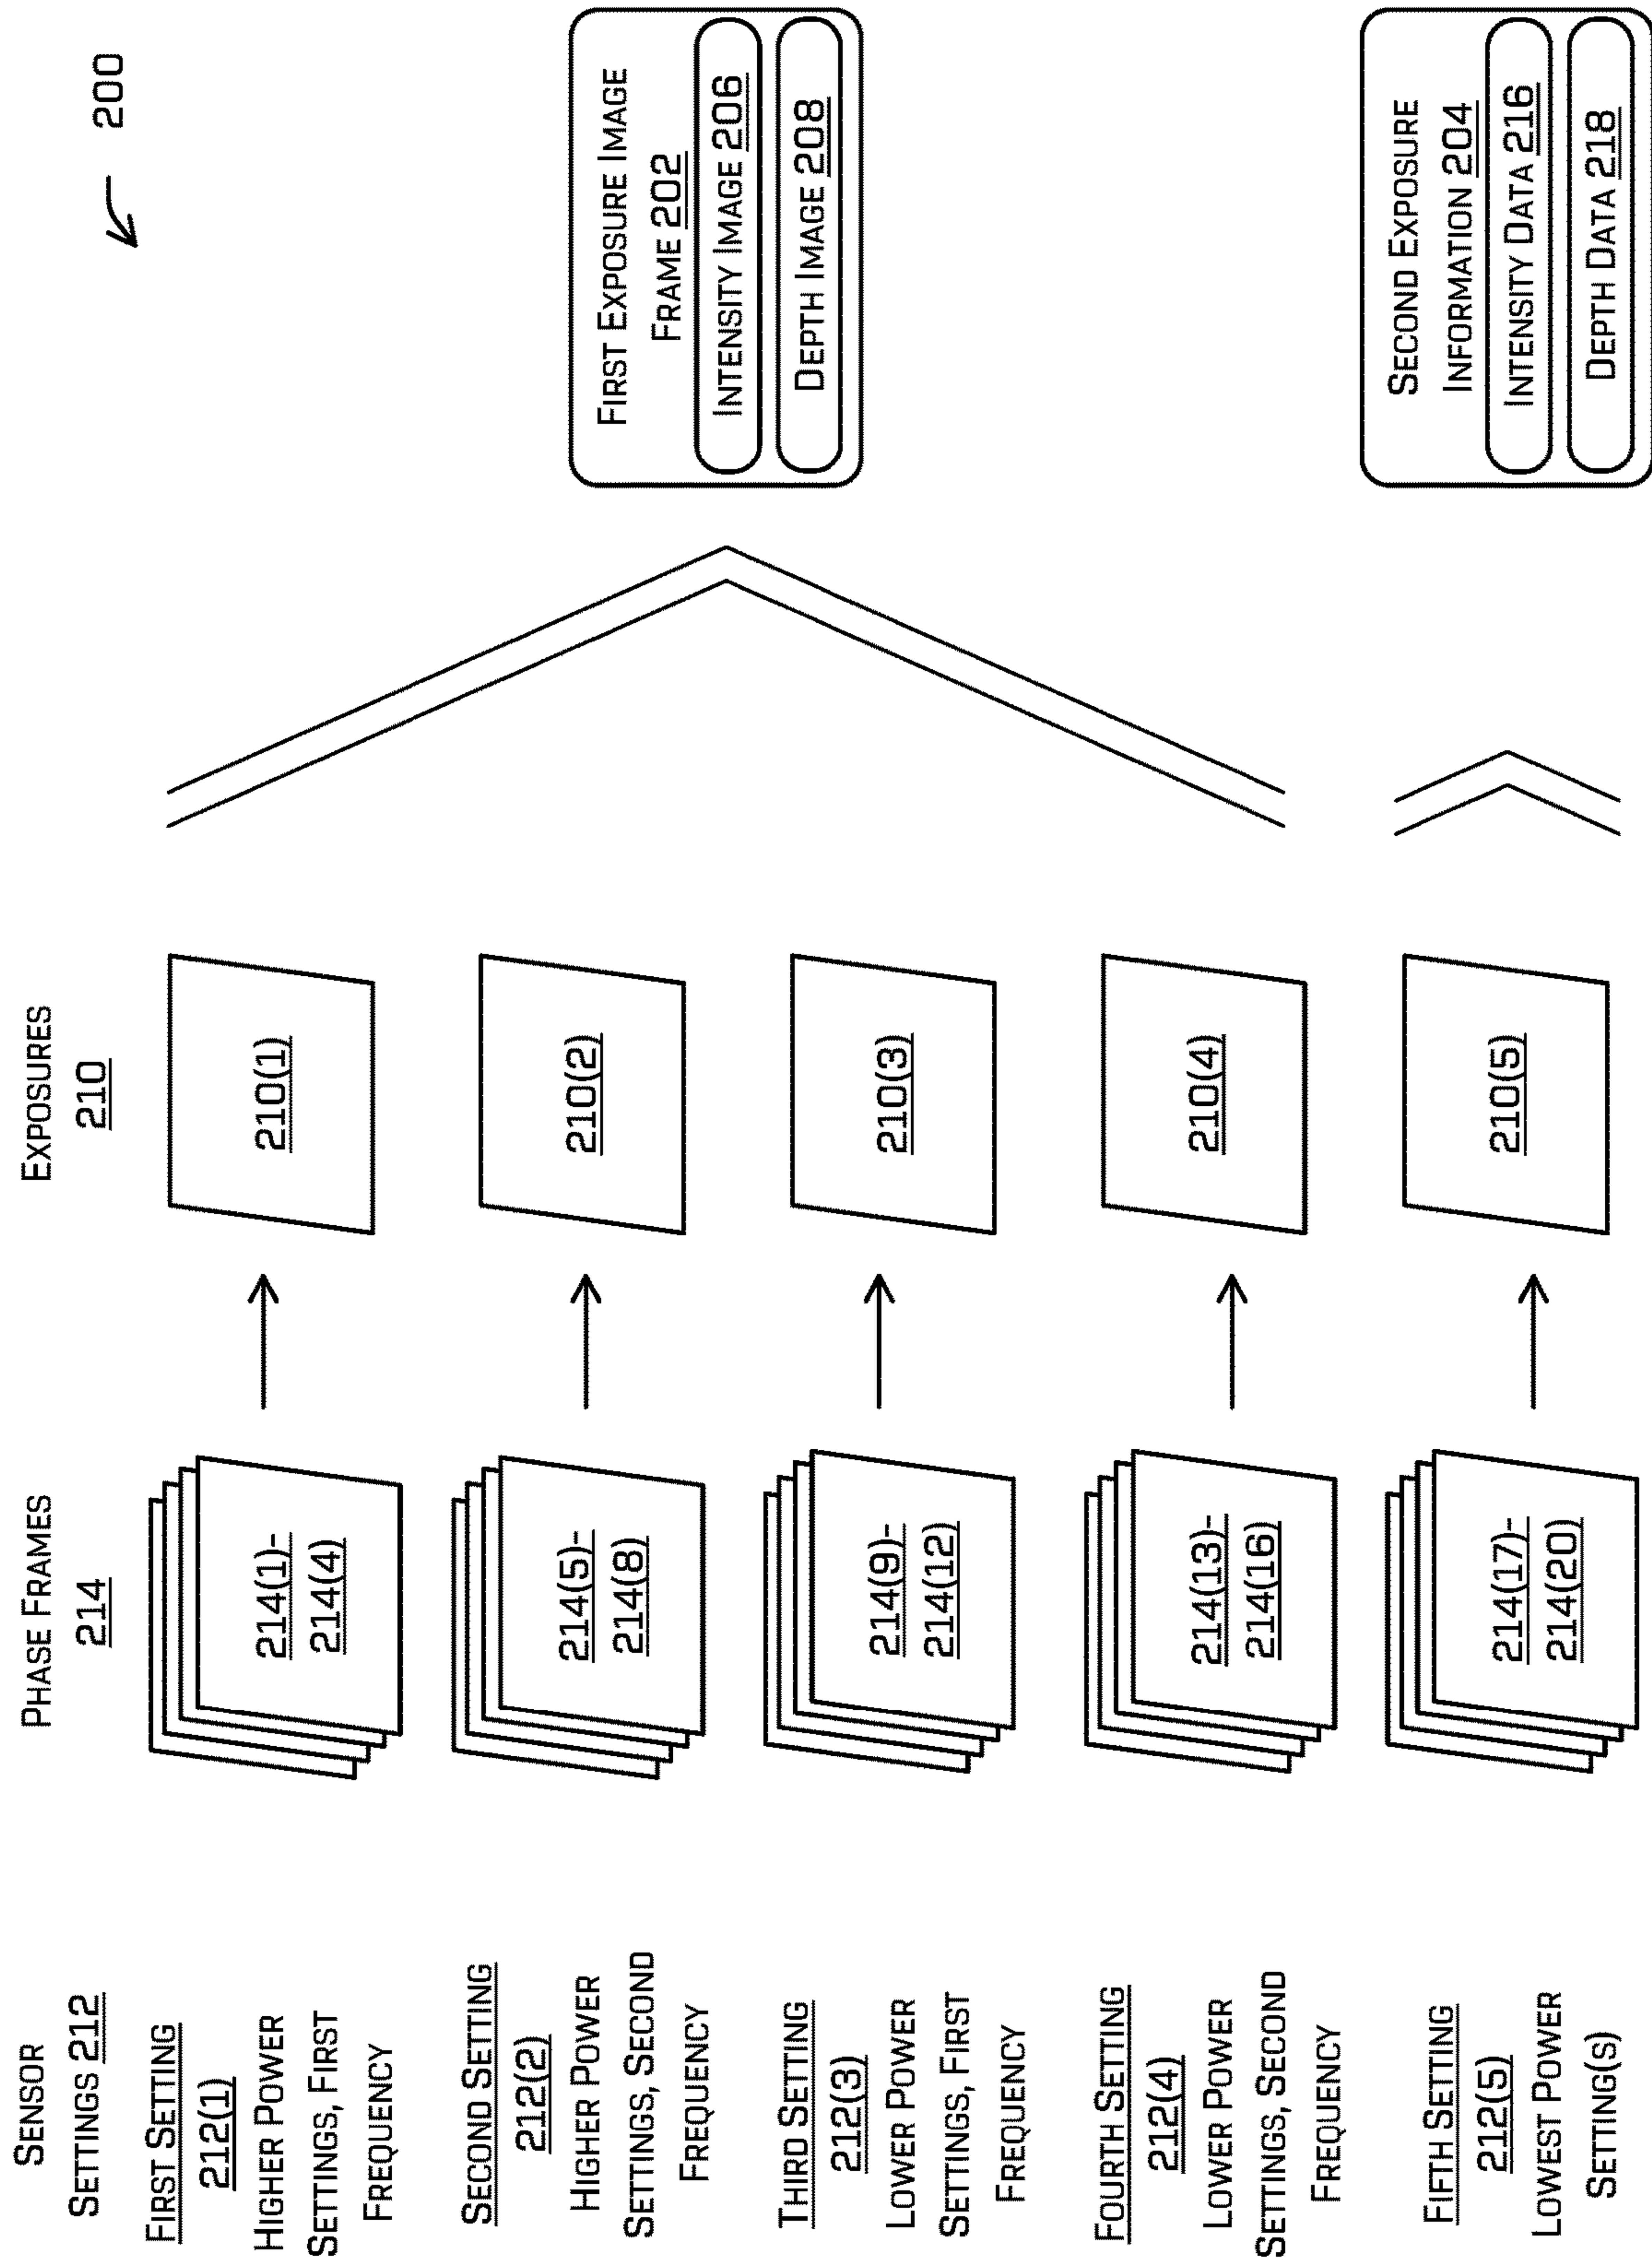 200
SENSOR
SETTINGS 212
PHASE FRAMES
214
EXPOSURES
210
FIRST SETTING
212(1)
HIGHER POWER
SETTINGS, FIRST
FREQUENCY
214(1)-
214(4)
210(1)
SECOND SETTING
212(2)
HIGHER POWER
SETTINGS, SECOND
FREQUENCY
214(5)-
214(8)
210(2)
THIRD SETTING
212(3)
LOWER POWER
SETTINGS, FIRST
FREQUENCY
214(9)-
214(12)
210(3)
FOURTH SETTING
212(4)
LOWER POWER
SETTINGS, SECOND
FREQUENCY
214(13)-
214(16)
210(4)
FIRST EXPOSURE IMAGE
FRAME 202
INTENSITY IMAGE 206
DEPTH IMAGE 208
FIFTH SETTING
212(5)
LOWEST POWER
SETTING(S)
214(17)-
214(20)
210(5)
SECOND EXPOSURE
INFORMATION 204
INTENSITY DATA 216
DEPTH DATA 218